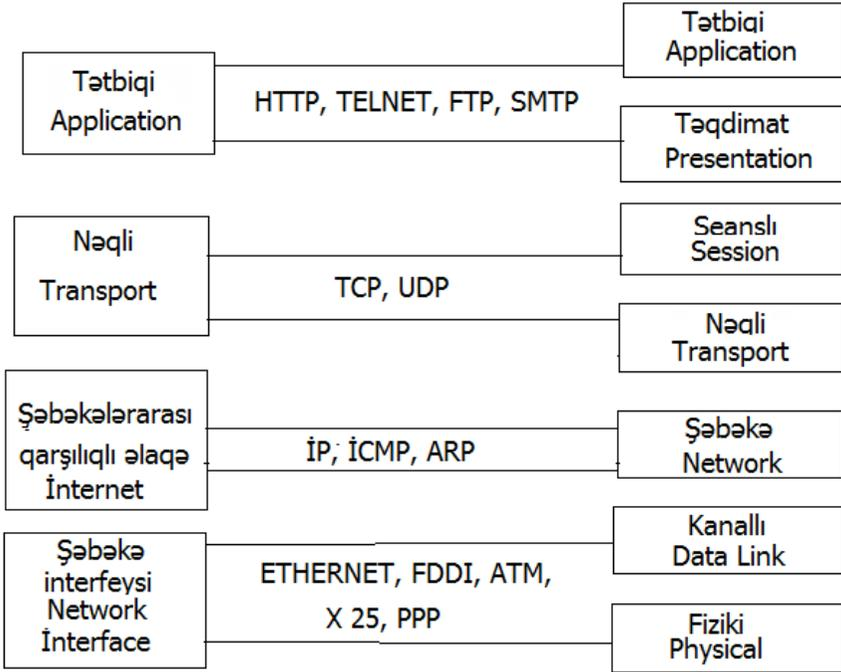 Tətbiqi
Application
HTTP, TELNET, FTP, SMTP
Tətbiqi
Application
Təqdimat
Presentation
Nəqli
Transport
TCP, UDP
Seanslı
Session
Nəqli
Transport
Şəbəkələrarası
qarşılıqlı əlaqə
İnternet
İP, İCMP, ARP
Şəbəkə
Network
Şəbəkə
interfeysi
Network
İnterface
ETHERNET, FDDI, ATM,
X 25, PPP
Kanallı
Data Link
Fiziki
Physical